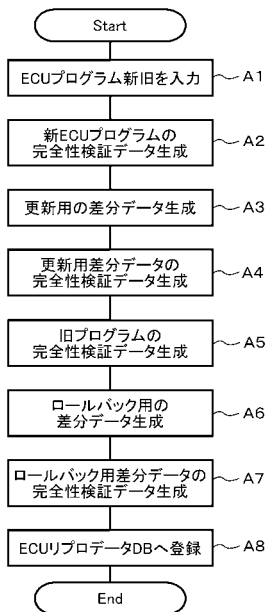 Start
ECUプログラム新旧を入力
A1
新ECUプログラムの
完全性検証データ生成
A2
更新用の差分データ生成
A3
更新用差分データの
完全性検証データ生成
A4
旧プログラムの
完全性検証データ生成
A5
ロールバック用の
差分データ生成
A6
ロールバック用差分データの
完全性検証データ生成
A7
ECUリプロデータDBへ登録
A8
End